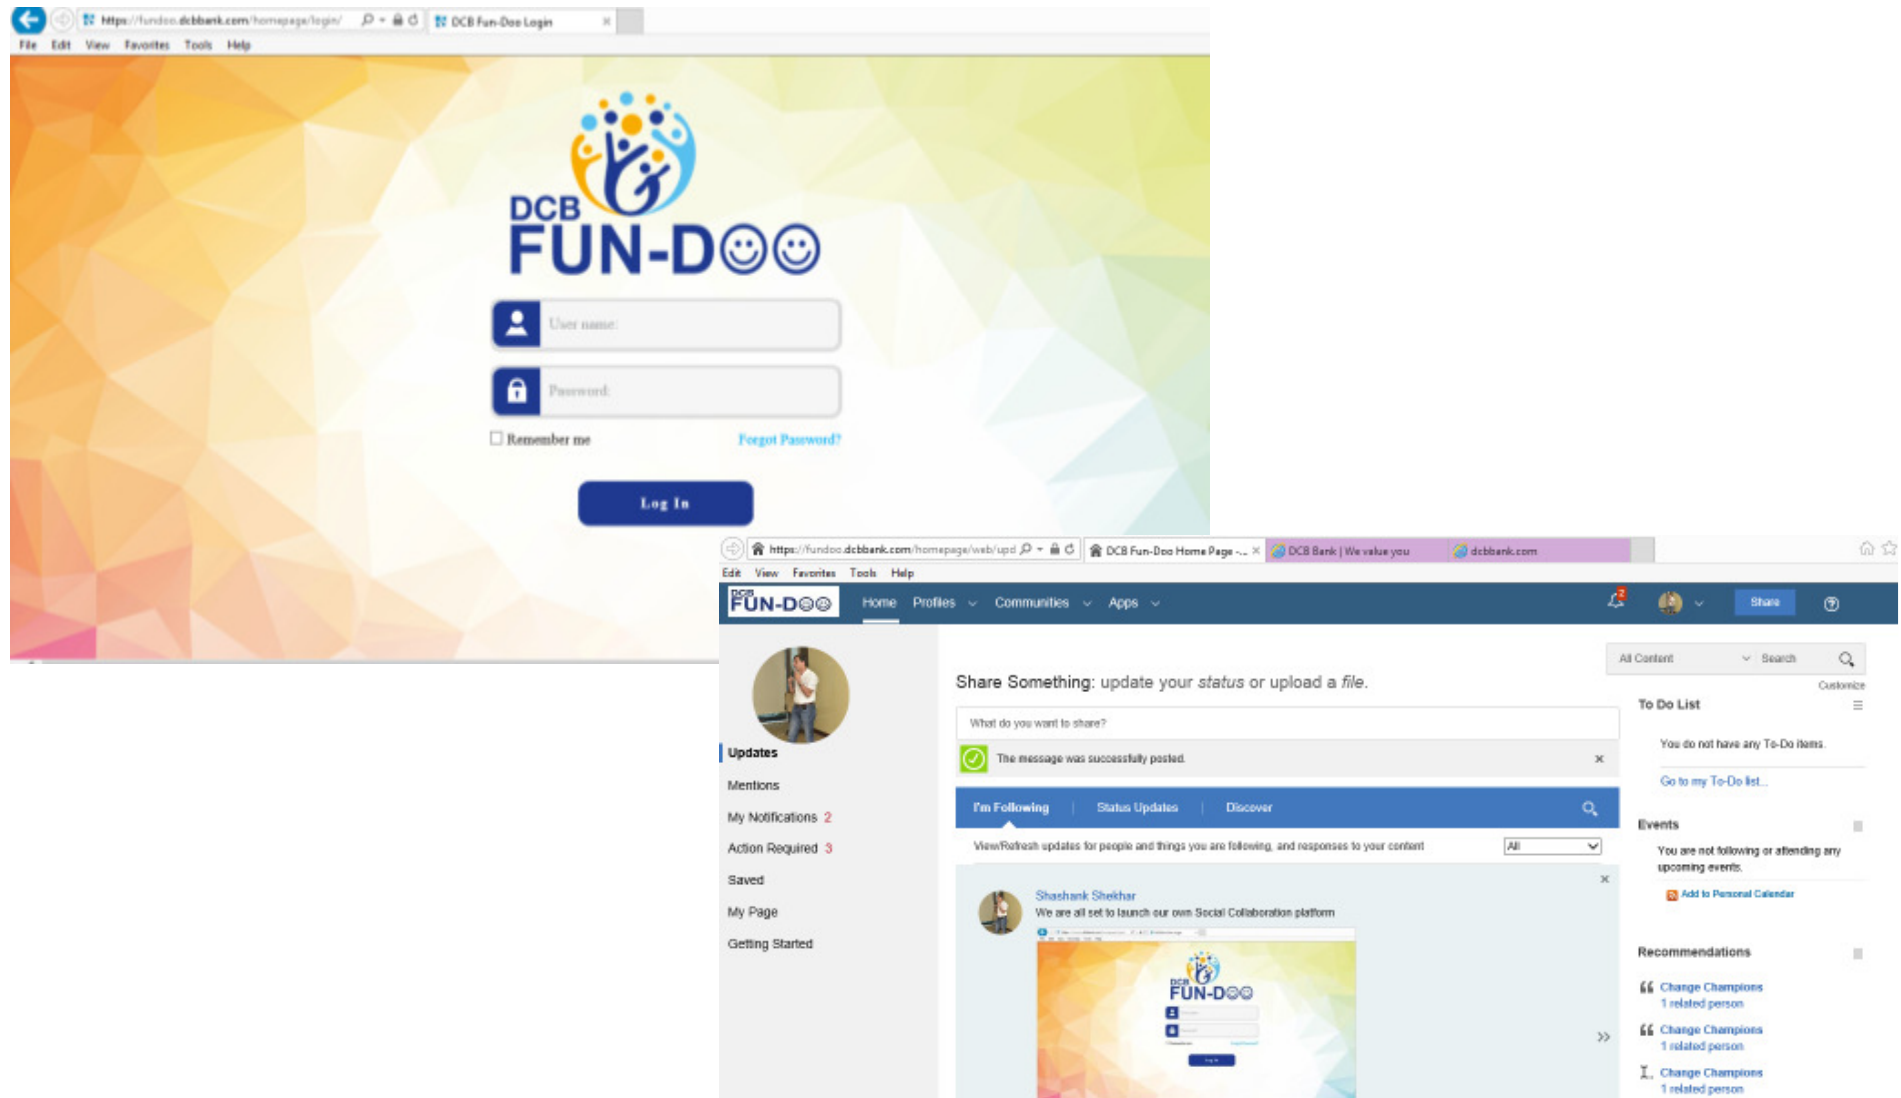 https://fundoo.dcbbank.com/homepage/login/
DCB Fun-Doo Login
File Edit View Favorites Tools Help
DCB
FUN-DOO
User name:
Password:
Remember me
Forgot Password?
Log In
https://fundoo.dcbbank.com/homepage/web/upd
DCB Fun-Doo Home Page -...
DCB Bank | We value you
dcbbank.com
Edit View Favorites Tools Help
DCB
FUN-DOO
Home Profiles Communities Apps
2
Share
All Content
Search
Customize
Updates
Mentions
My Notifications 2
Action Required 3
Saved
My Page
Getting Started
Share Something: update your status or upload a file.
What do you want to share?
The message was successfully posted.
I'm Following
Status Updates
Discover
View/Refresh updates for people and things you are following, and responses to your content
All
Shashank Shekhar
We are all set to launch our own Social Collaboration platform
DCB
FUN-DOO
Log In
To Do List
You do not have any To-Do items.
Go to my To-Do list...
Events
You are not following or attending any
upcoming events.
Add to Personal Calendar
Recommendations
Change Champions
1 related person
Change Champions
1 related person
Change Champions
1 related person